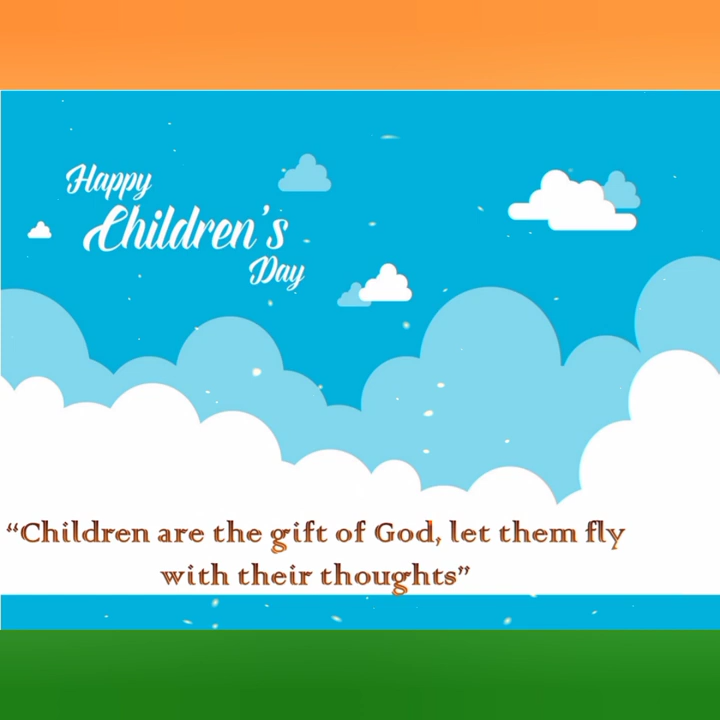 Happy
Children's
Day
“Children are the gift of God, let them fly
with their thoughts”